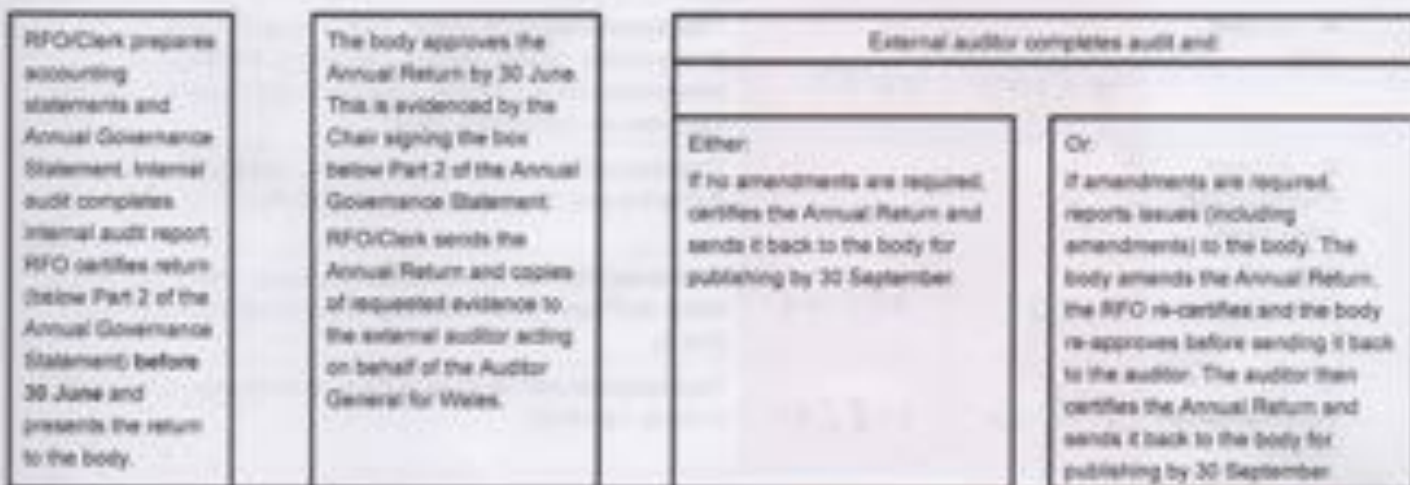 RFO/Clerk prepares
accounting
statements and
Annual Governance
Statement. Internal
audit completes
internal audit report.
RFO certifies return
(below Part 2 of the
Annual Governance
Statement) before
30 June and
presents the return
to the body.
The body approves the
Annual Return by 30 June.
This is evidenced by the
Chair signing the box
below Part 2 of the Annual
Governance Statement.
RFO/Clerk sends the
Annual Return and copies
of requested evidence to
the external auditor acting
on behalf of the Auditor
General for Wales.
External auditor completes audit and:
Either:
If no amendments are required,
certifies the Annual Return and
sends it back to the body for
publishing by 30 September.
Or:
If amendments are required,
reports issues (including
amendments) to the body. The
body amends the Annual Return,
the RFO re-certifies and the body
re-approves before sending it back
to the auditor. The auditor then
certifies the Annual Return and
sends it back to the body for
publishing by 30 September.